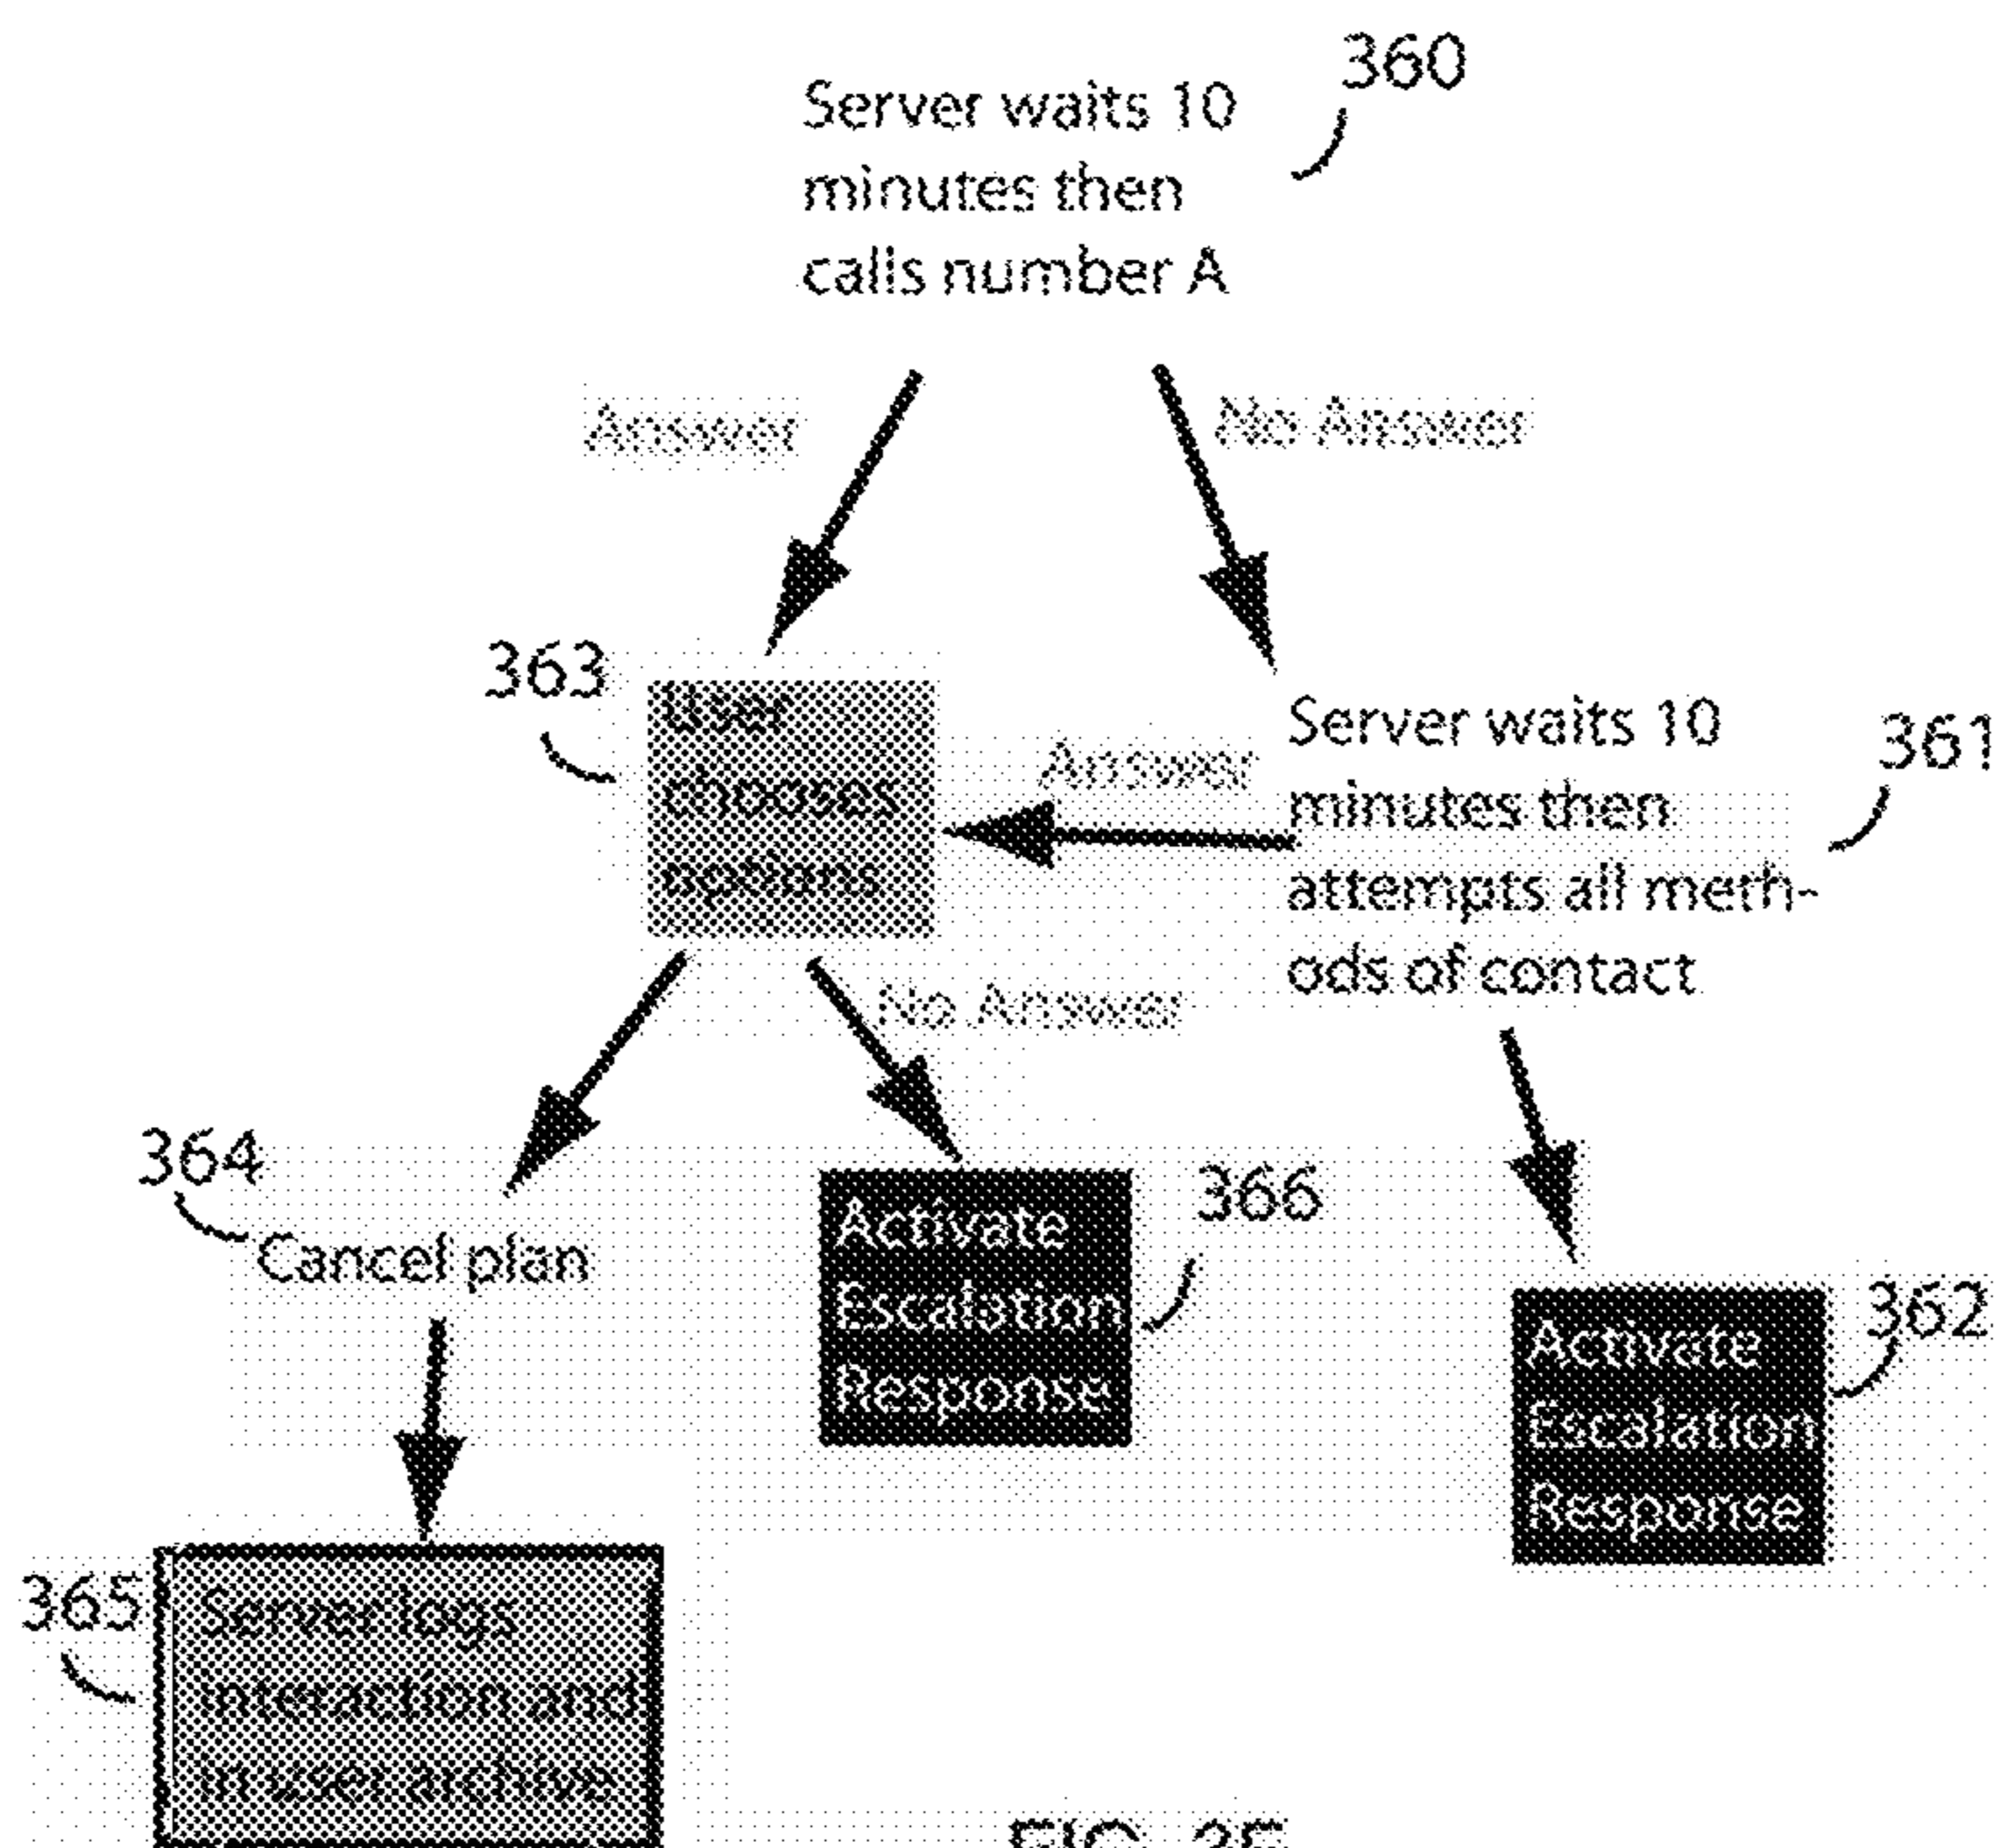 360
Server waits 10
minutes then
calls number A
Answer
No Answer
363
User
chooses
options
Answer
Server waits 10
minutes then
attempts all meth-
ods of contact
361
No Answer
364
Cancel plan
Activate
Escalation
Response
366
Activate
Escalation
Response
362
365
Server logs
interaction and
in user archive